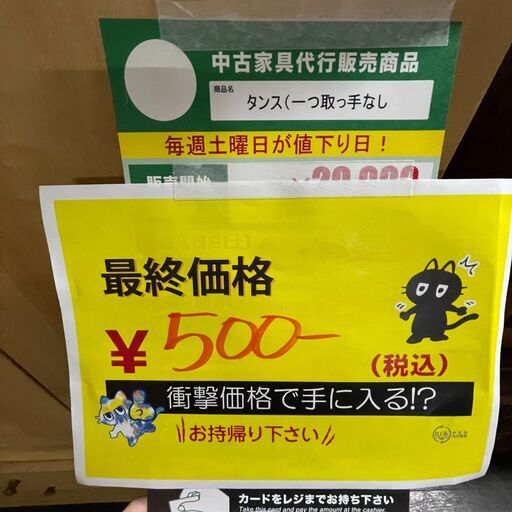 中古家具代行販売商品
商品名
タンス(一つ取っ手なし
毎週土曜日が値下り日!
販売開始
最終価格
¥500-
(税込)
衝撃価格で手に入る!?
\\お持帰り下さい//
カードをレジまでお持ち下さい
Take this card and pay the amount at the cashier.